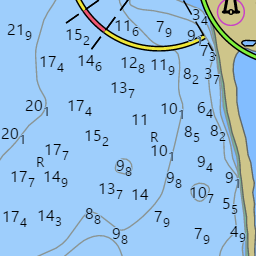 21₉ 15₂ 11₆ 7₉ 3₄
17₄ 14₆ 12₈ 11₉ 8₂ 7₃ 3₇
13₇
20₁ 17₄ 11 10₁ 6₄
20₁ 15₂ R 8₅ 8₂
17₇ 10₁
R 9₈ 9₄
17₇ 14₉ 9₈ 9₁
13₇ 14 10₇ 5₅
17₄ 14₃ 8₈ 7₉
9₈ 7₉ 4₉